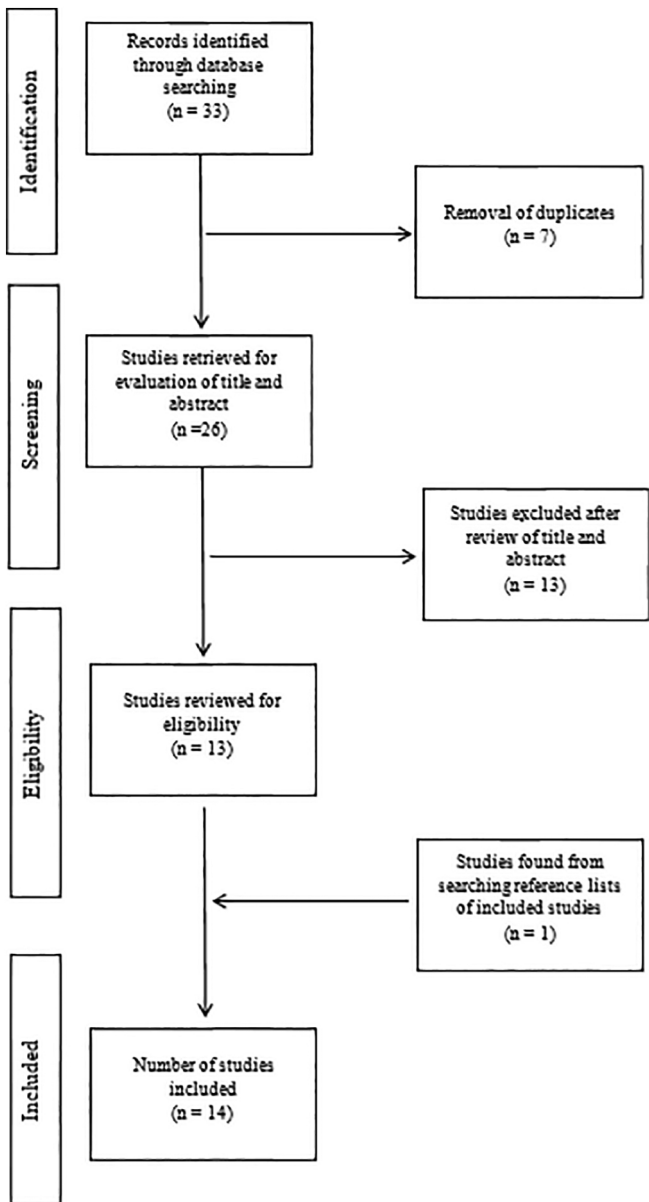 Identification
Records identified
through database
searching
(n = 33)
Removal of duplicates
(n = 7)
Screening
Studies retrieved for
evaluation of title and
abstract
(n =26)
Studies excluded after
review of title and
abstract
(n = 13)
Eligibility
Studies reviewed for
eligibility
(n = 13)
Studies found from
searching reference lists
of included studies
(n = 1)
Included
Number of studies
included
(n = 14)